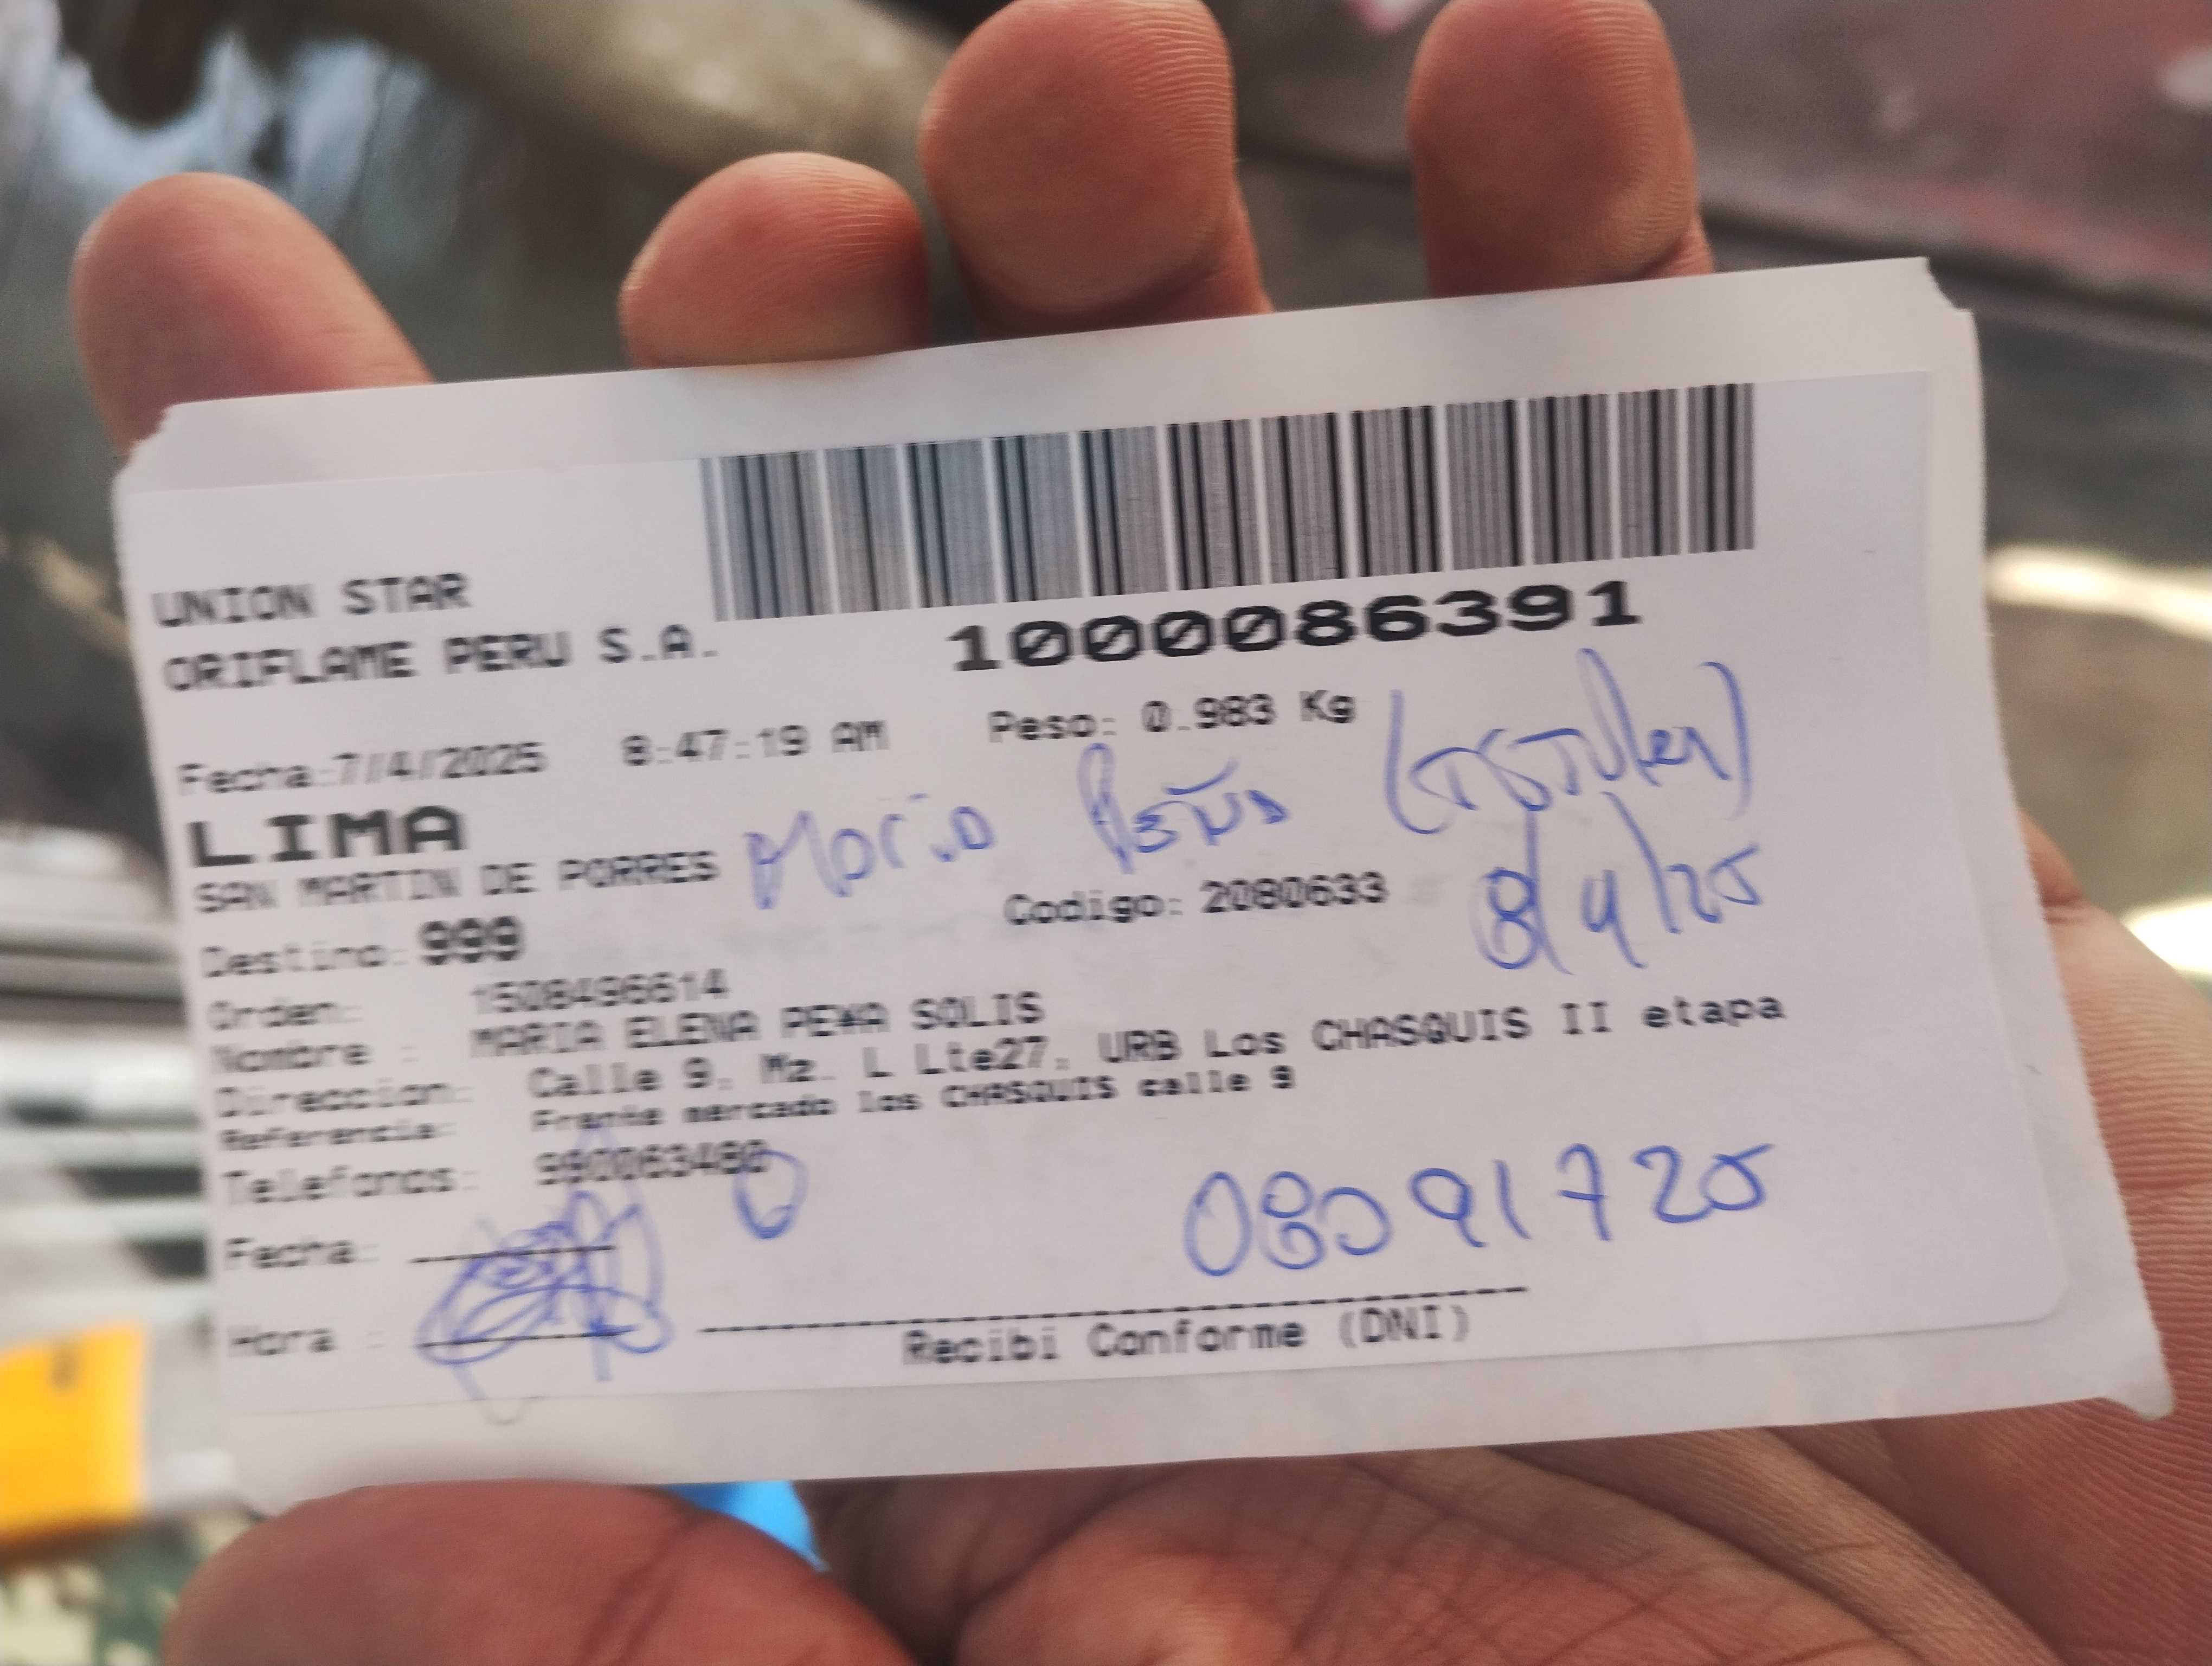 UNION STAR
ORIFLAME PERU S.A.
1000086391
Fecha:7/4/2025 8:47:19 AM Peso: 0.983 Kg
LIMA
SAN MARTIN DE PORRES Maria Peña
Destino: 999 Codigo: 2080633 8/4/25
Orden: 1508496614
Nombre : MARIA ELENA PE¥A SOLIS
Direccion: Calle 9, Mz. L Lte27, URB Los CHASQUIS II etapa
Referencia: Frente mercado los CHASQUIS calle 9
Telefonos: 990063480
Fecha:
Hora :
Recibi Conforme (DNI)